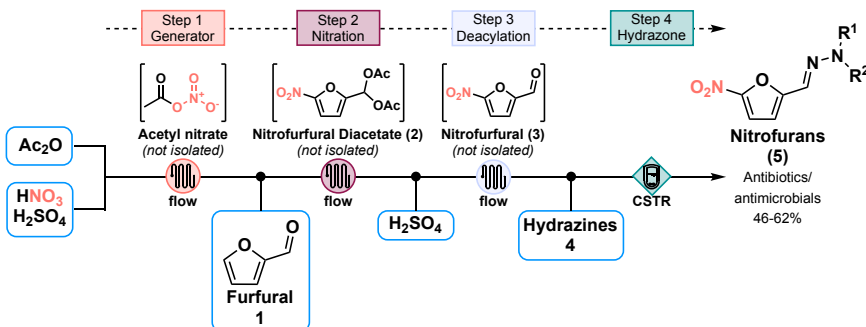 Step 1
Generator
Step 2
Nitration
Step 3
Deacylation
Step 4
Hydrazone
O
O
N+
O
O-
Acetyl nitrate
(not isolated)
O2N
O
OAc
OAc
Nitrofurfural Diacetate (2)
(not isolated)
O2N
O
O
Nitrofurfural (3)
(not isolated)
O2N
O
N
N
R1
R2
Nitrofurans
(5)
Antibiotics/
antimicrobials
46-62%
Ac2O
HNO3
H2SO4
flow
flow
flow
CSTR
O
O
Furfural
1
H2SO4
Hydrazines
4